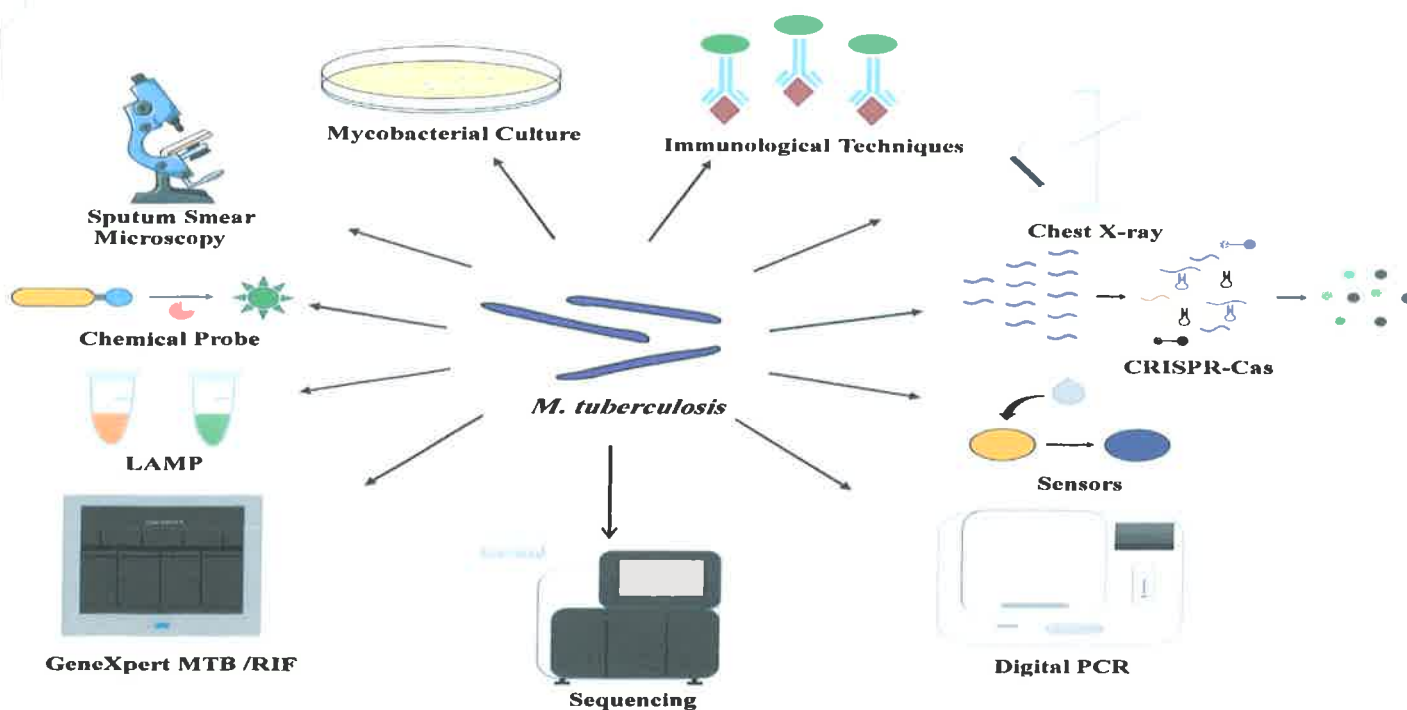 Mycobacterial Culture
Immunological Techniques
Sputum Smear
Microscopy
Chest X-ray
Chemical Probe
CRISPR-Cas
M. tuberculosis
LAMP
Sensors
GeneXpert MTB /RIF
Digital PCR
Sequencing